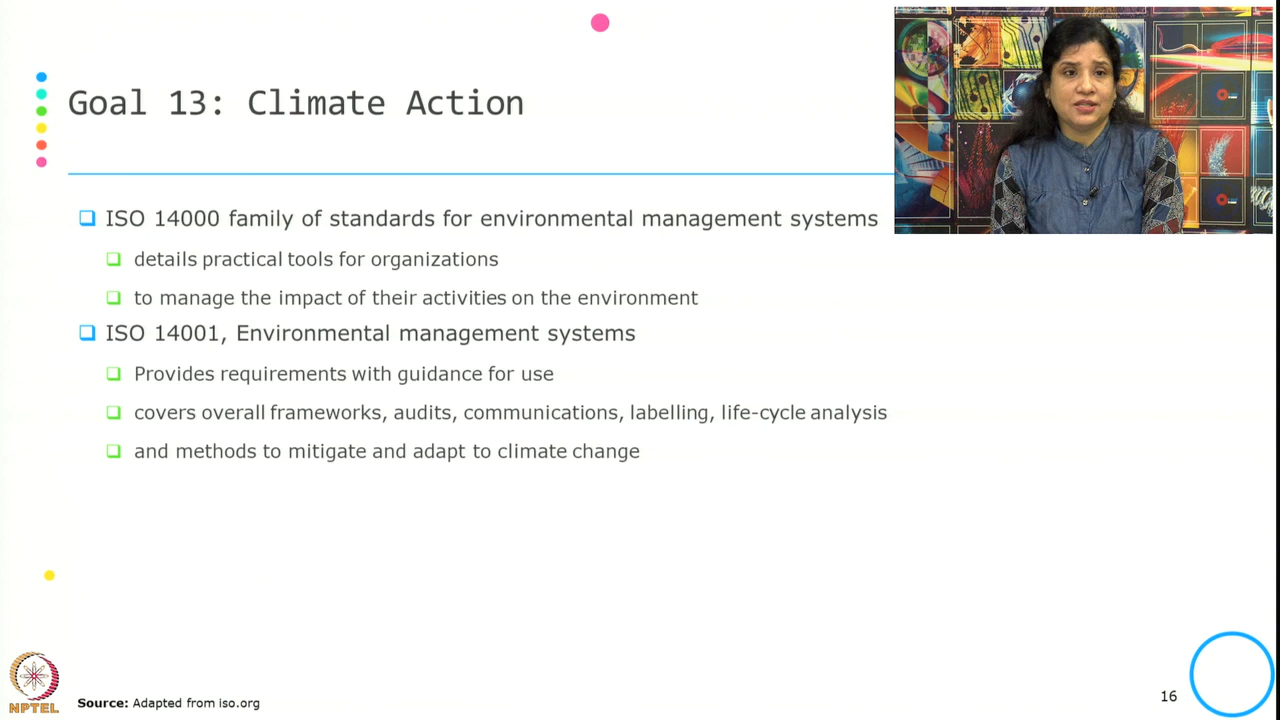 Goal 13: Climate Action
ISO 14000 family of standards for environmental management systems
details practical tools for organizations
to manage the impact of their activities on the environment
ISO 14001, Environmental management systems
Provides requirements with guidance for use
covers overall frameworks, audits, communications, labelling, life-cycle analysis
and methods to mitigate and adapt to climate change
NPTEL
Source: Adapted from iso.org
16